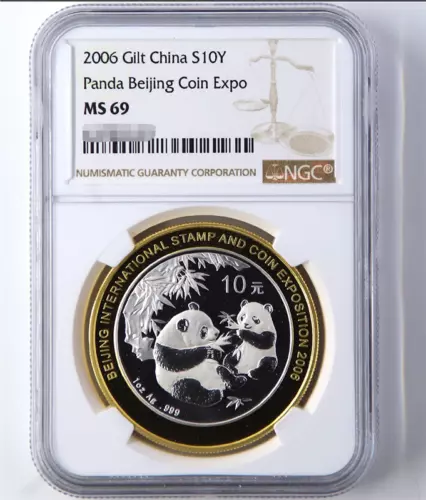 2006 Gilt China S10Y
Panda Beijing Coin Expo
MS 69
NUMISMATIC GUARANTY CORPORATION
NGC®
BEIJING INTERNATIONAL STAMP AND COIN EXPOSITION 2006
10元
1oz Ag .999